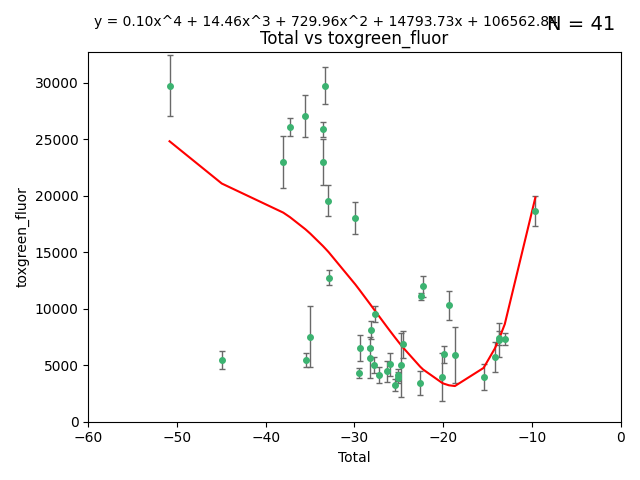 y = 0.10x^4 + 14.46x^3 + 729.96x^2 + 14793.73x + 106562.84
N = 41
Total vs toxgreen_fluor
30000
25000
20000
15000
10000
5000
0
toxgreen_fluor
−60
−50
−40
−30
−20
−10
0
Total